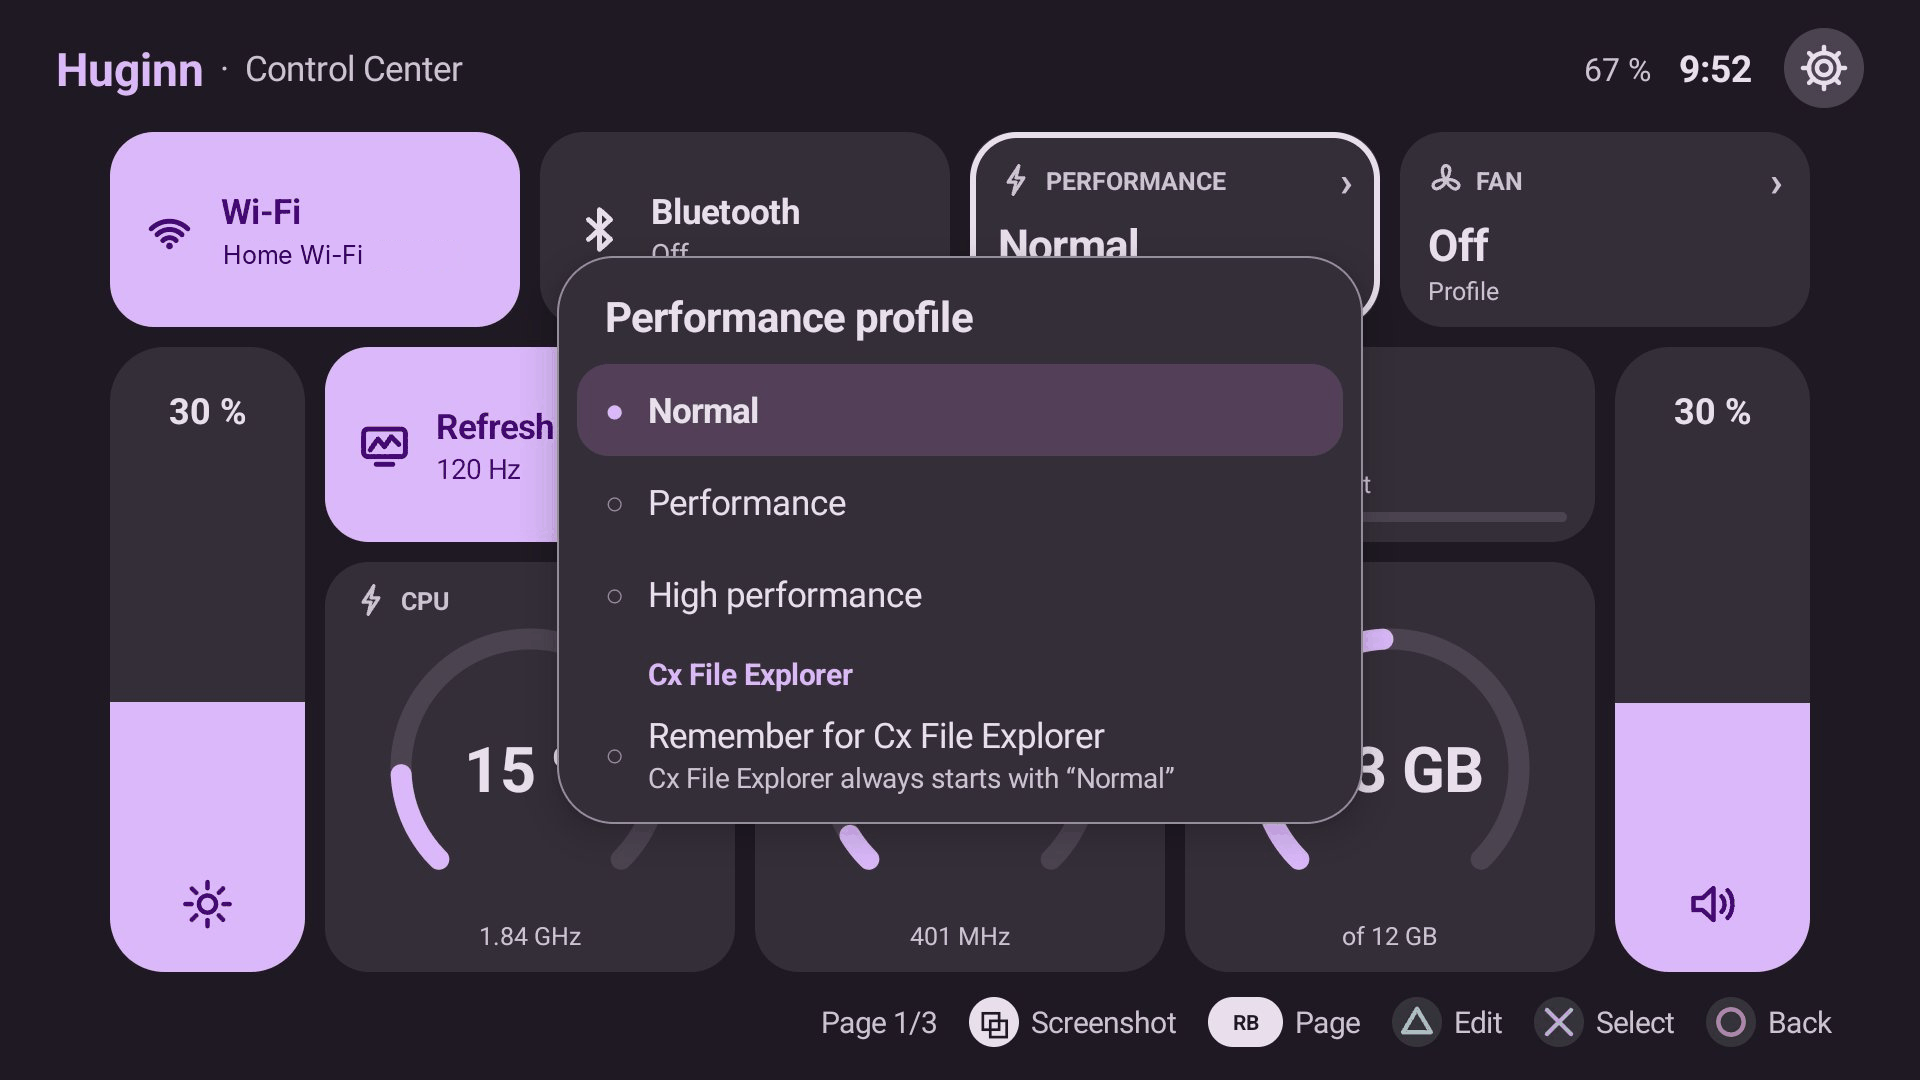 Huginn · Control Center
67 % 9:52
Wi-Fi
Home Wi-Fi
Bluetooth
Off
PERFORMANCE
Normal
FAN
Off
Profile
30 %
Refresh
120 Hz
30 %
Performance profile
Normal
Performance
High performance
Cx File Explorer
Remember for Cx File Explorer
Cx File Explorer always starts with “Normal”
CPU
15
1.84 GHz
401 MHz
3 GB
of 12 GB
Page 1/3 Screenshot RB Page Edit Select Back